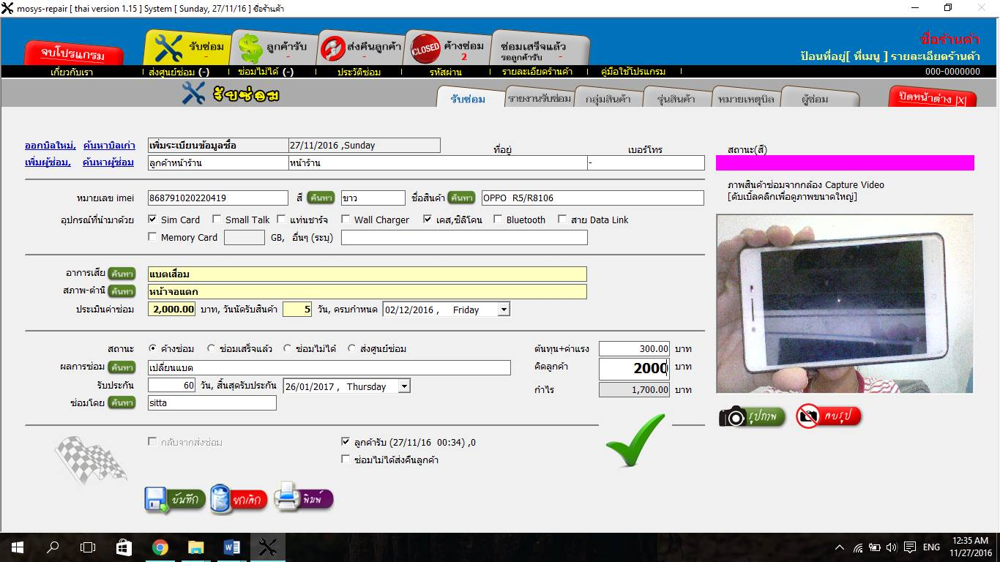 mosys-repair [ thai version 1.15 ] System [ Sunday, 27/11/16 ] ชื่อร้านค้า
จบโปรแกรม
รับซ่อม -
ลูกค้ารับ -
ส่งคืนลูกค้า -
CLOSED ค้างซ่อม 2
ซ่อมเสร็จแล้ว
รอลูกค้ารับ -
ชื่อร้านค้า
ป้อนที่อยู่[ ที่เมนู ] รายละเอียดร้านค้า
เกี่ยวกับเรา | ส่งศูนย์ซ่อม (-) | ซ่อมไม่ได้ (-) | ประวัติซ่อม | รหัสผ่าน | รายละเอียดร้านค้า | คู่มือใช้โปรแกรม | 000-0000000
รับซ่อม
รับซ่อม รายงานรับซ่อม กลุ่มสินค้า รุ่นสินค้า หมายเหตุบิล ผู้ซ่อม ปิดหน้าต่าง |X|
ออกบิลใหม่, ค้นหาบิลเก่า เพิ่มระเบียนข้อมูลซื้อ 27/11/2016 ,Sunday ที่อยู่ เบอร์โทร สถานะ(สี)
เพิ่มผู้ซ่อม, ค้นหาผู้ซ่อม ลูกค้าหน้าร้าน หน้าร้าน -
ภาพสินค้าซ่อมจากกล้อง Capture Video
[ดับเบิ้ลคลิกเพื่อดูภาพขนาดใหญ่]
หมายเลข imei 868791020220419 สี ค้นหา ขาว ชื่อสินค้า ค้นหา OPPO R5/R8106
อุปกรณ์ที่นำมาด้วย Sim Card Small Talk แท่นชาร์จ Wall Charger เคส,ซิลิโคน Bluetooth สาย Data Link
Memory Card GB, อื่นๆ (ระบุ)
อาการเสีย ค้นหา แบตเสื่อม
สภาพ-ตำนิ ค้นหา หน้าจอแตก
ประเมินค่าซ่อม 2,000.00 บาท, วันนัดรับสินค้า 5 วัน, ครบกำหนด 02/12/2016 , Friday
สถานะ ค้างซ่อม ซ่อมเสร็จแล้ว ซ่อมไม่ได้ ส่งศูนย์ซ่อม ต้นทุน+ค่าแรง 300.00 บาท
ผลการซ่อม ค้นหา เปลี่ยนแบต คิดลูกค้า 2000 บาท
รับประกัน 60 วัน, สิ้นสุดรับประกัน 26/01/2017 , Thursday กำไร 1,700.00 บาท
ซ่อมโดย ค้นหา sitta
รูปภาพ ลบรูป
กลับจากส่งซ่อม ลูกค้ารับ (27/11/16 00:34) ,0
ซ่อมไม่ได้ส่งคืนลูกค้า
บันทึก ยกเลิก พิมพ์
ENG 12:35 AM
11/27/2016